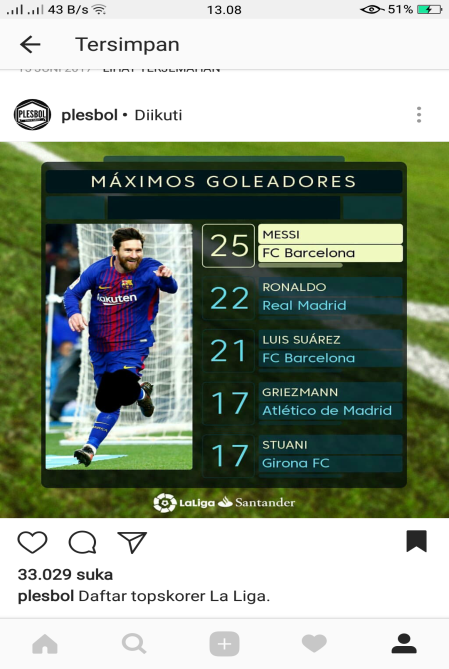 43 B/s 13.08 51%
Tersimpan
PLESBOL
plesbol • Diikuti
MÁXIMOS GOLEADORES
25 MESSI
FC Barcelona
22 RONALDO
Real Madrid
21 LUIS SUÁREZ
FC Barcelona
17 GRIEZMANN
Atlético de Madrid
17 STUANI
Girona FC
Rakuten
LaLiga Santander
33.029 suka
plesbol Daftar topskorer La Liga.